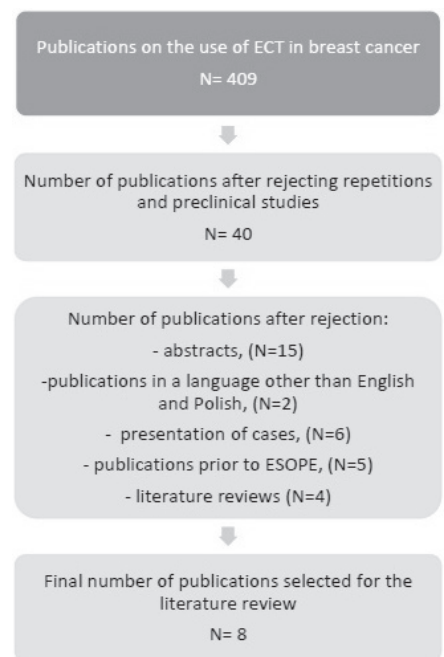 Publications on the use of ECT in breast cancer
N= 409
Number of publications after rejecting repetitions
and preclinical studies
N= 40
Number of publications after rejection:
- abstracts, (N=15)
-publications in a language other than English
and Polish, (N=2)
- presentation of cases, (N=6)
- publications prior to ESOPE, (N=5)
- literature reviews (N=4)
Final number of publications selected for the
literature review
N= 8